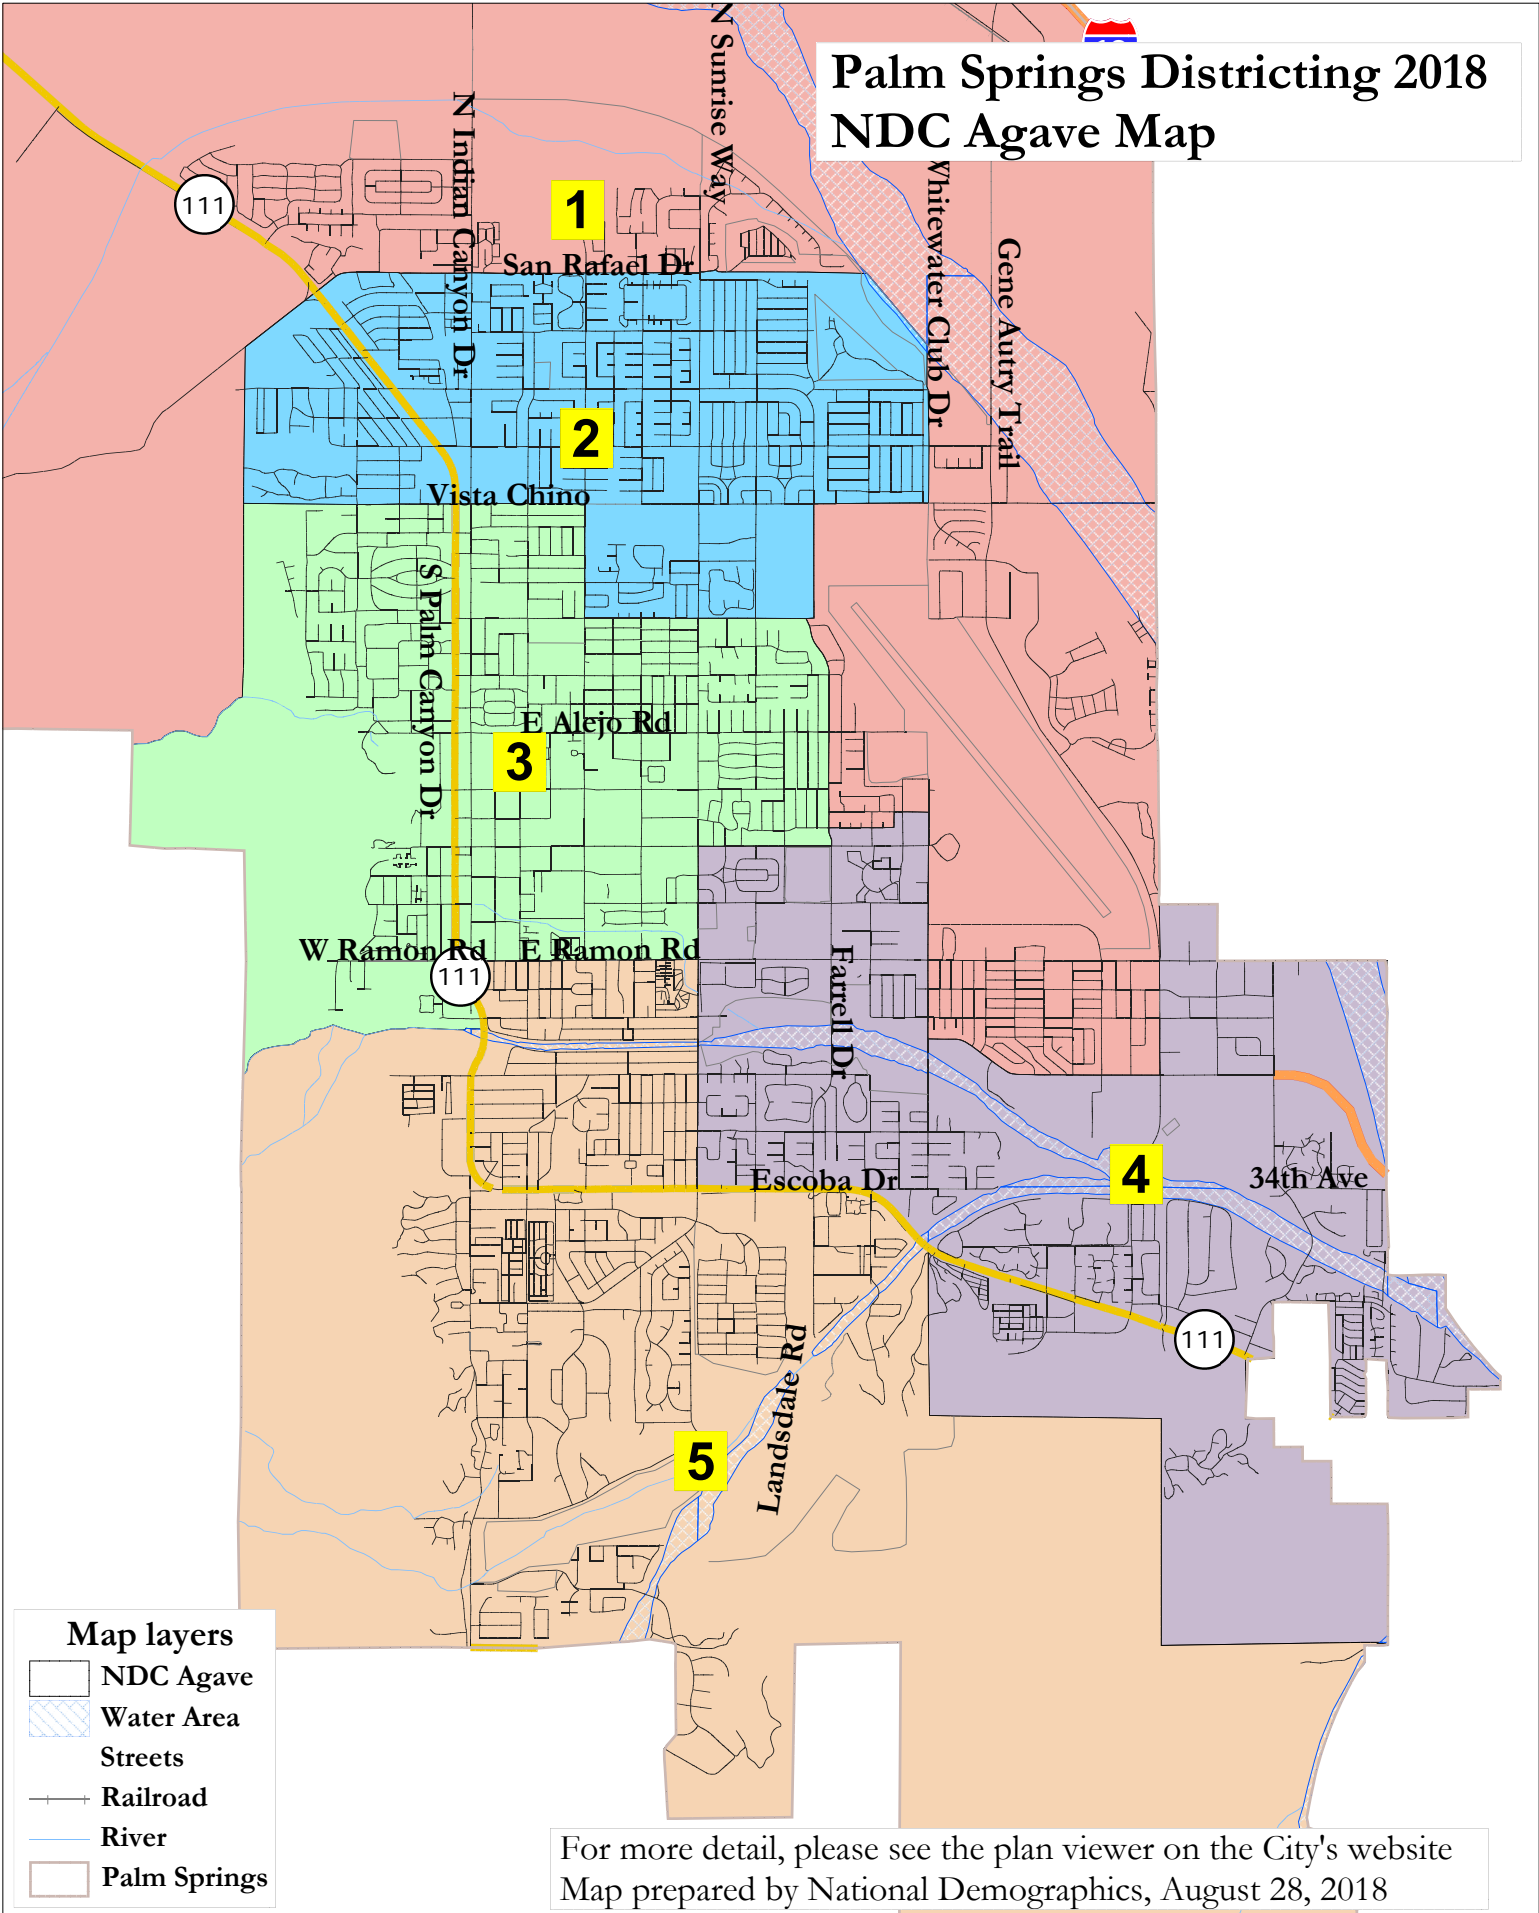 Palm Springs Districting 2018
NDC Agave Map
N Sunrise Way
N Indian Canyon Dr
Whitewater Club Dr
Gene Autry Trail
111
1
San Rafael Dr
2
Vista Chino
S Palm Canyon Dr
E Alejo Rd
3
W Ramon Rd
E Ramon Rd
111
Farrell Dr
Escoba Dr
4
34th Ave
111
Landsdale Rd
5
Map layers
NDC Agave
Water Area
Streets
Railroad
River
Palm Springs
For more detail, please see the plan viewer on the City's website
Map prepared by National Demographics, August 28, 2018